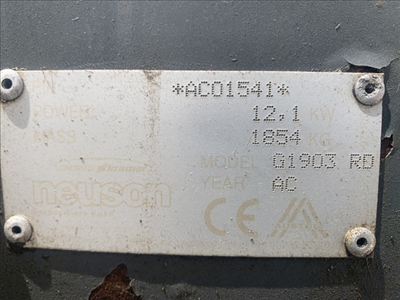 *AC01541*
POWER 12,1 KW
MASS 1854 KG
MODEL G1903 RD
neuson
YEAR AC
CE